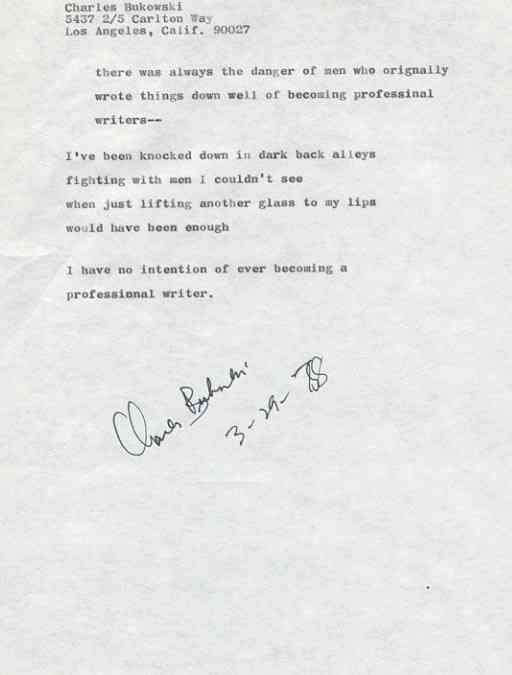 Charles Bukowski
5437 2/5 Carlton Way
Los Angeles, Calif. 90027
there was always the danger of men who orignally
wrote things down well of becoming professinal
writers--
I've been knocked down in dark back alleys
fighting with men I couldn't see
when just lifting another glass to my lips
would have been enough
I have no intention of ever becoming a
professional writer.
Charles Bukowski
3-29-78